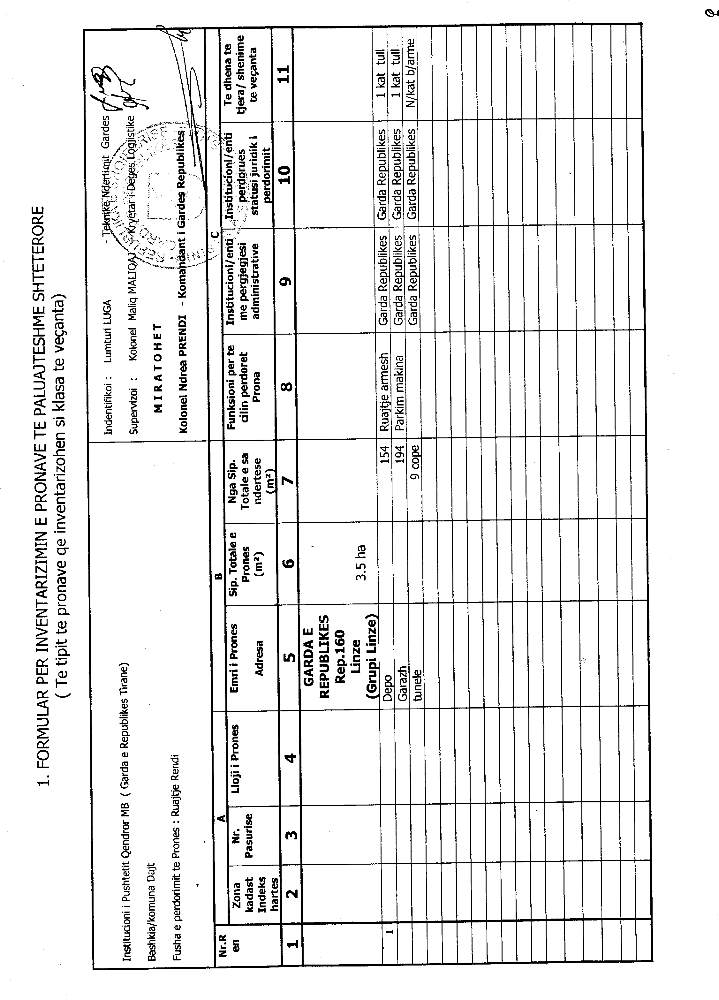 1. FORMULAR PER INVENTARIZIMIN E PRONAVE TE PALUAJTESHME SHTETERORE
( Te tipit te pronave qe inventarizohen si klasa te veçanta)
Institucioni i Pushtetit Qendror MB ( Garda e Republikes Tirane)
Bashkia/komuna Dajt
Fusha e perdorimit te Prones : Ruajtje Rendi
Indentifikoi : Lumturi LUGA - Teknike Ndertimit Gardes
Supervizoi : Kolonel Maliq MALIQAJ - Kryetar i Deges Logjistike
MIRATOHET
Kolonel Ndrea PRENDI - Komandant i Gardes Republikes
Nr.R en
A B C
Zona kadast Indeks hartes
Nr. Pasurise
Lloji i Prones
Emri i Prones Adresa
Sip. Totale e Prones (m²)
Nga Sip. Totale e sa ndertese (m²)
Funksioni per te cilin perdoret Prona
Institucioni/enti me pergjegjesi administrative
Institucioni/enti perdorues statusi juridik i perdorimit
Te dhena te tjera/ shenime te veçanta
1 2 3 4 5 6 7 8 9 10 11
GARDA E
REPUBLIKES
Rep.160
Linze
(Grupi Linze) 3.5 ha
1 Depo 154 Ruajtje armesh Garda Republikes Garda Republikes 1 kat tull
Garazh 194 Parkim makina Garda Republikes Garda Republikes 1 kat tull
tunele 9 cope Garda Republikes Garda Republikes N/kat b/arme